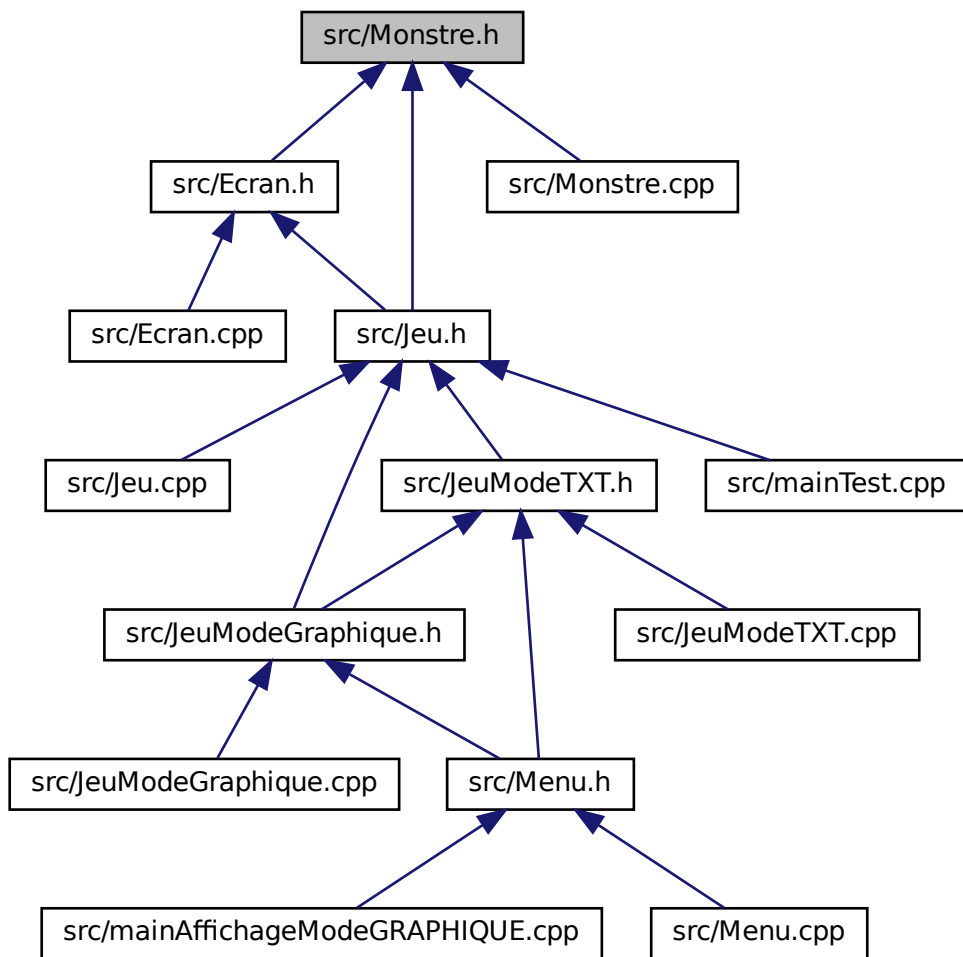 src/Monstre.h
src/Ecran.h
src/Monstre.cpp
src/Ecran.cpp
src/Jeu.h
src/Jeu.cpp
src/JeuModeTXT.h
src/mainTest.cpp
src/JeuModeGraphique.h
src/JeuModeTXT.cpp
src/JeuModeGraphique.cpp
src/Menu.h
src/mainAffichageModeGRAPHIQUE.cpp
src/Menu.cpp